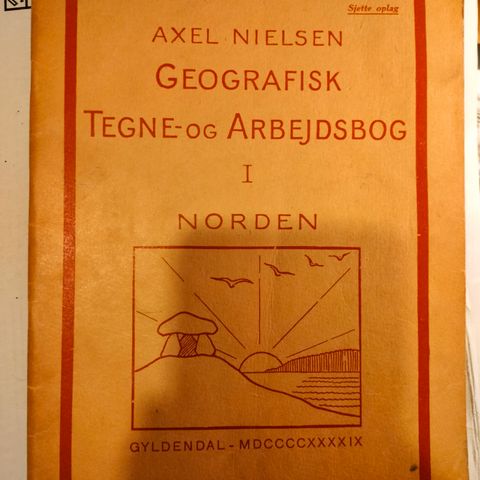 Sjette oplag
AXEL NIELSEN
GEOGRAFISK
TEGNE- OG ARBEJDSBOG
I
NORDEN
GYLDENDAL - MDCCCCXXXXIX